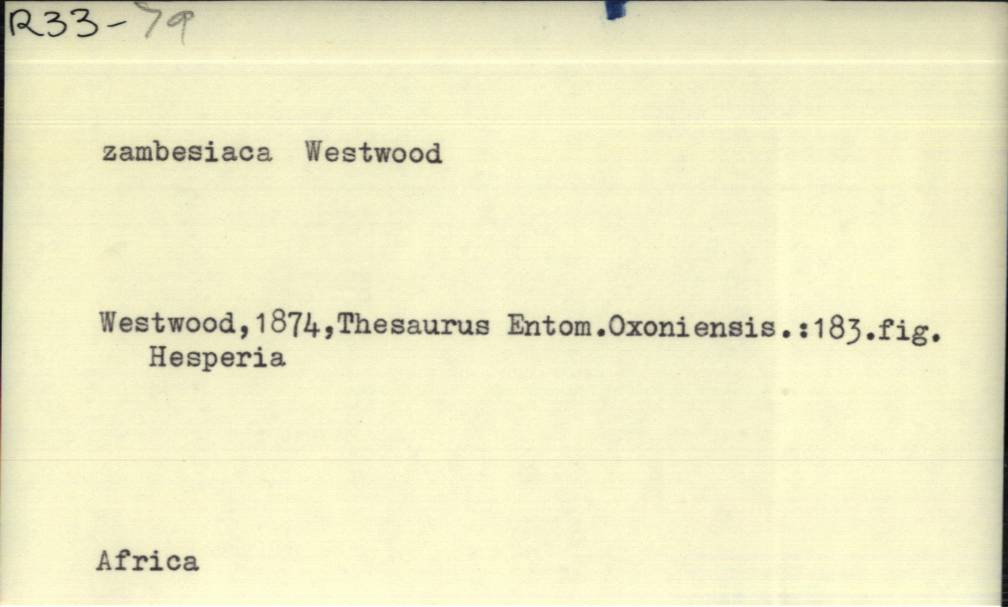 R33-79
zambesiaca Westwood
Westwood,1874,Thesaurus Entom.Oxoniensis.:183.fig.
Hesperia
Africa